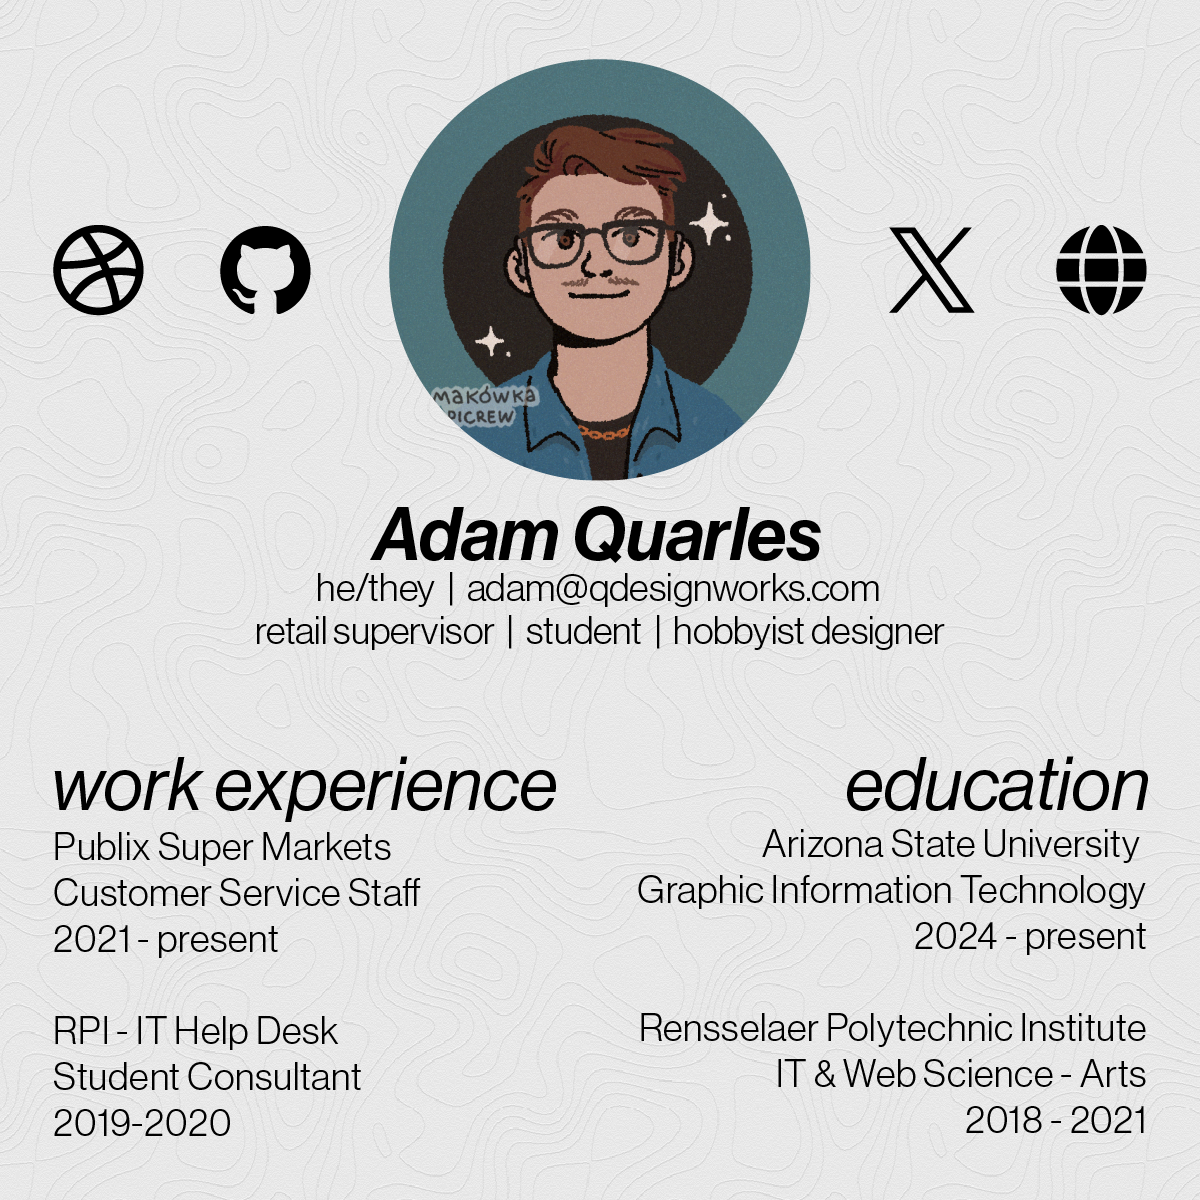 makówka
PICREW
Adam Quarles
he/they | adam@qdesignworks.com
retail supervisor | student | hobbyist designer
work experience
Publix Super Markets
Customer Service Staff
2021 - present
RPI - IT Help Desk
Student Consultant
2019-2020
education
Arizona State University
Graphic Information Technology
2024 - present
Rensselaer Polytechnic Institute
IT & Web Science - Arts
2018 - 2021